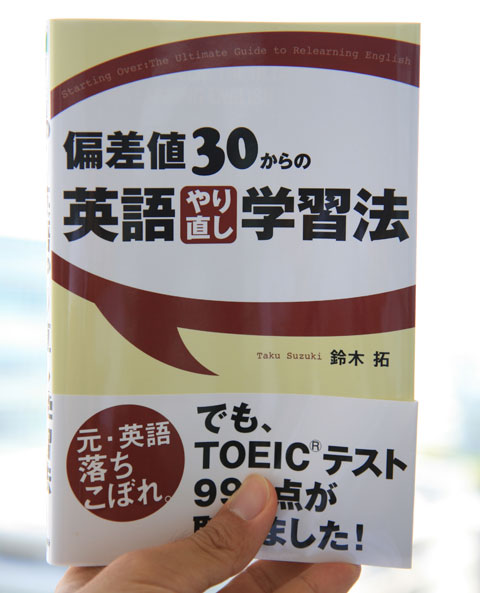 Starting Over: The Ultimate Guide to Relearning English
偏差値30からの
英語やり直し学習法
Taku Suzuki 鈴木 拓
元・英語
落ち
こぼれ。
でも、
TOEIC®テスト
99 点が
ました!